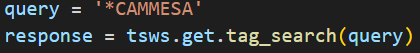 query = '*CAMMESA'
response = tsws.get.tag_search(query)